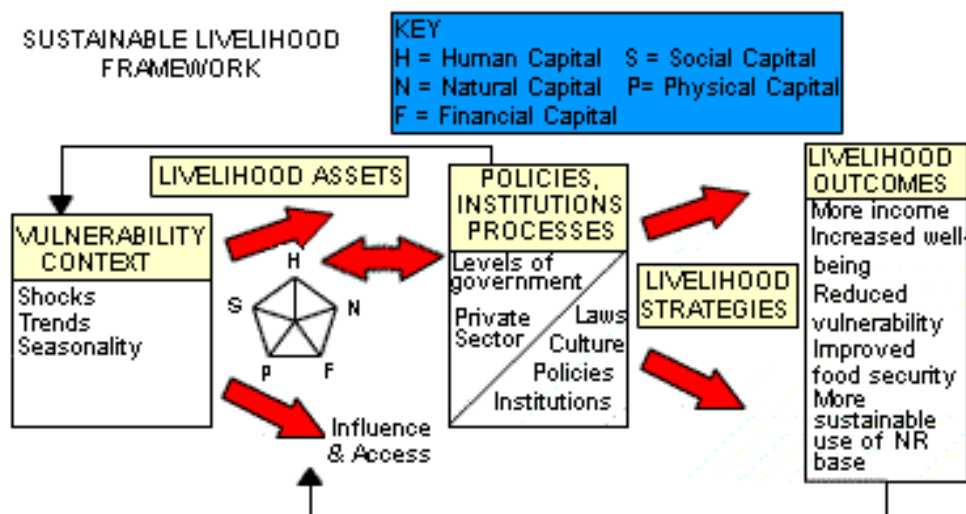 SUSTAINABLE LIVELIHOOD
FRAMEWORK
KEY
H = Human Capital S = Social Capital
N = Natural Capital P= Physical Capital
F = Financial Capital
LIVELIHOOD ASSETS
VULNERABILITY
CONTEXT
Shocks
Trends
Seasonality
H
S
N
P
F
Influence
& Access
POLICIES,
INSTITUTIONS
PROCESSES
Levels of
government
Private
Sector
Laws
Culture
Policies
Institutions
LIVELIHOOD
STRATEGIES
LIVELIHOOD
OUTCOMES
More income
Increased well-
being
Reduced
vulnerability
Improved
food security
More
sustainable
use of NR
base